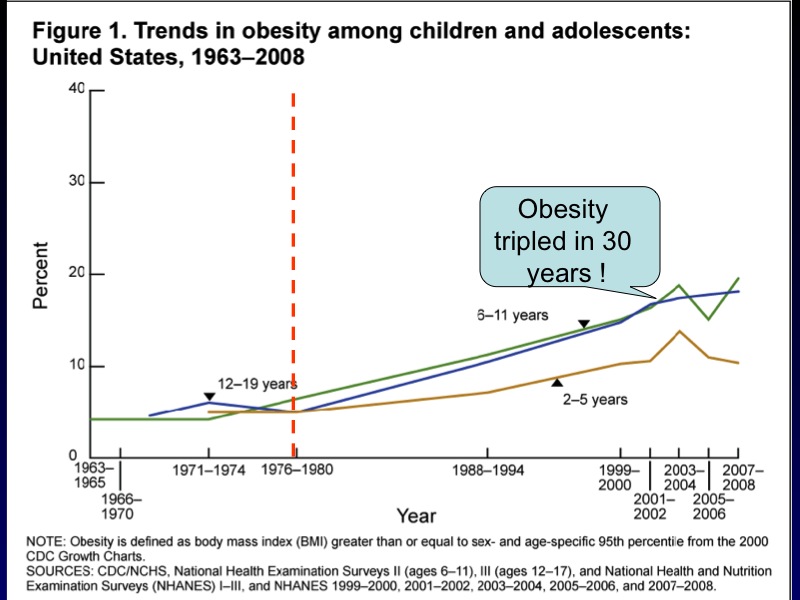 Figure 1. Trends in obesity among children and adolescents:
United States, 1963–2008
40
30
20
10
0
Percent
Obesity
tripled in 30
years !
6–11 years
12–19 years
2–5 years
1963–
1965
1966–
1970
1971–1974
1976–1980
1988–1994
1999–
2000
2001–
2002
2003–
2004
2005–
2006
2007–
2008
Year
NOTE: Obesity is defined as body mass index (BMI) greater than or equal to sex- and age-specific 95th percentile from the 2000
CDC Growth Charts.
SOURCES: CDC/NCHS, National Health Examination Surveys II (ages 6–11), III (ages 12–17), and National Health and Nutrition
Examination Surveys (NHANES) I–III, and NHANES 1999–2000, 2001–2002, 2003–2004, 2005–2006, and 2007–2008.